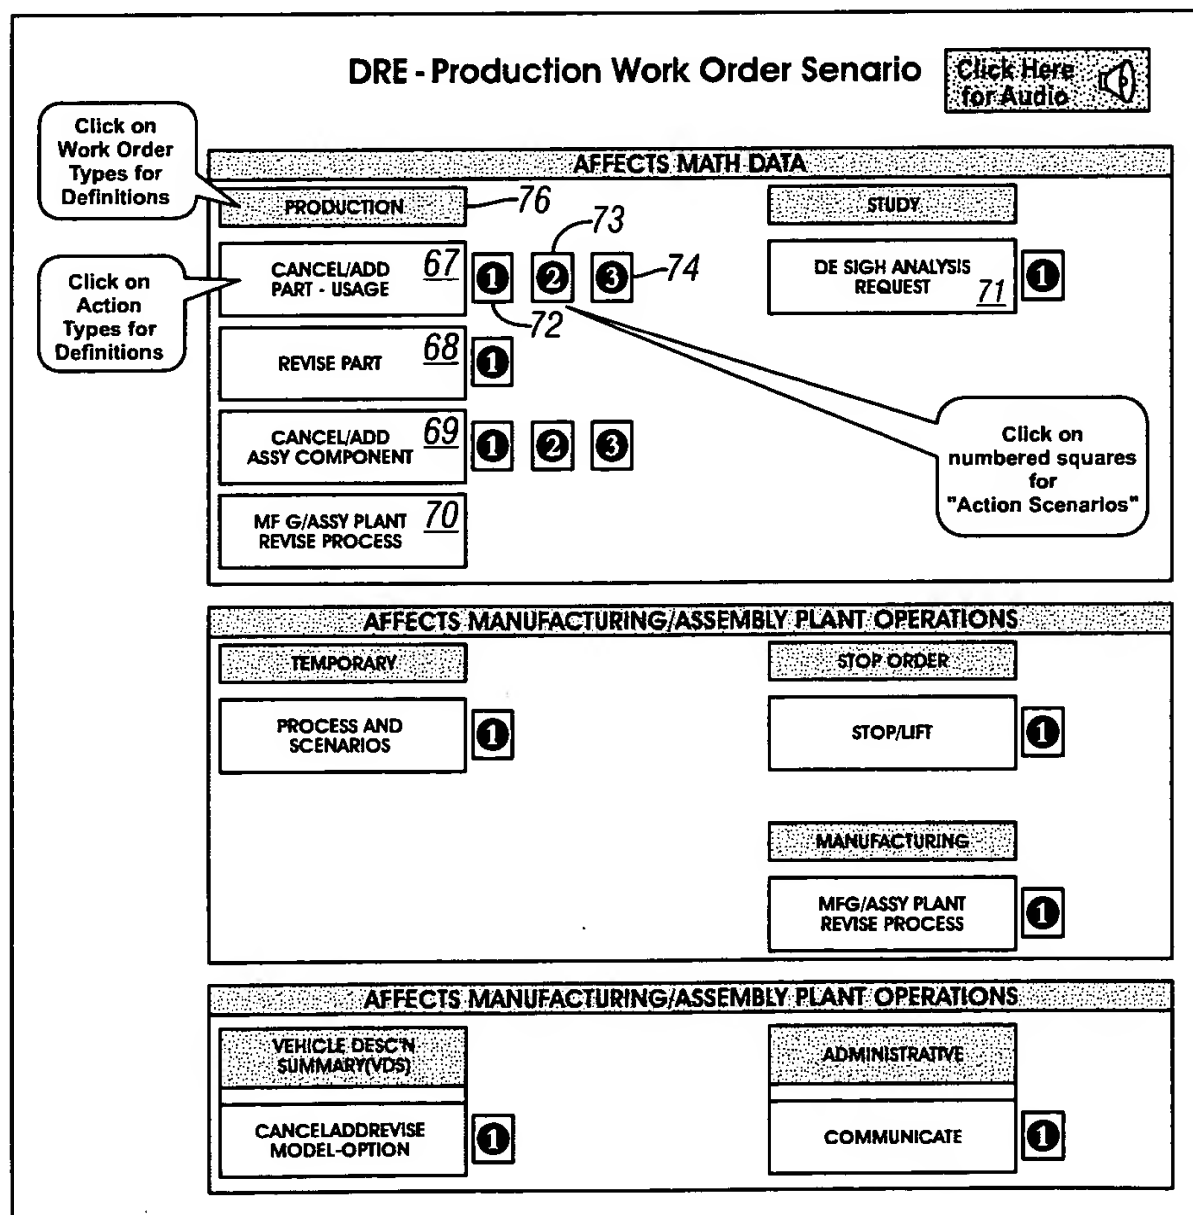 DRE - Production Work Order Senario
Click Here
for Audio
Click on
Work Order
Types for
Definitions
AFFECTS MATH DATA
PRODUCTION
76
STUDY
Click on
Action
Types for
Definitions
CANCEL/ADD
PART - USAGE
67
1
2
3
72
73
74
DE SIGH ANALYSIS
REQUEST
71
1
REVISE PART
68
1
CANCEL/ADD
ASSY COMPONENT
69
1
2
3
Click on
numbered squares
for
"Action Scenarios"
MF G/ASSY PLANT
REVISE PROCESS
70
AFFECTS MANUFACTURING/ASSEMBLY PLANT OPERATIONS
TEMPORARY
STOP ORDER
PROCESS AND
SCENARIOS
1
STOP/LIFT
1
MANUFACTURING
MFG/ASSY PLANT
REVISE PROCESS
1
AFFECTS MANUFACTURING/ASSEMBLY PLANT OPERATIONS
VEHICLE DESC'N
SUMMARY(VDS)
ADMINISTRATIVE
CANCELADDREVISE
MODEL-OPTION
1
COMMUNICATE
1